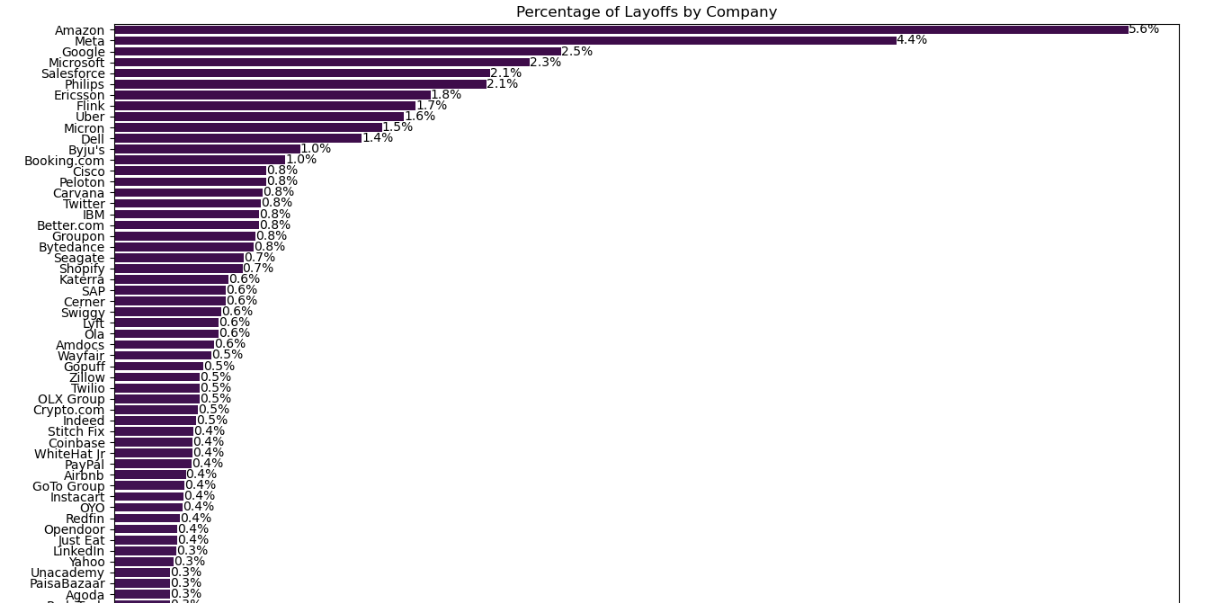 Percentage of Layoffs by Company
Amazon 5.6%
Meta 4.4%
Google 2.5%
Microsoft 2.3%
Salesforce 2.1%
Philips 2.1%
Ericsson 1.8%
Flink 1.7%
Uber 1.6%
Micron 1.5%
Dell 1.4%
Byju's 1.0%
Booking.com 1.0%
Cisco 0.8%
Peloton 0.8%
Carvana 0.8%
Twitter 0.8%
IBM 0.8%
Better.com 0.8%
Groupon 0.8%
Bytedance 0.8%
Seagate 0.7%
Shopify 0.7%
Katerra 0.6%
SAP 0.6%
Cerner 0.6%
Swiggy 0.6%
Lyft 0.6%
Ola 0.6%
Amdocs 0.6%
Wayfair 0.5%
Gopuff 0.5%
Zillow 0.5%
Twilio 0.5%
OLX Group 0.5%
Crypto.com 0.5%
Indeed 0.5%
Stitch Fix 0.4%
Coinbase 0.4%
WhiteHat Jr 0.4%
PayPal 0.4%
Airbnb 0.4%
GoTo Group 0.4%
Instacart 0.4%
OYO 0.4%
Redfin 0.4%
Opendoor 0.4%
Just Eat 0.4%
LinkedIn 0.3%
Yahoo 0.3%
Unacademy 0.3%
PaisaBazaar 0.3%
Agoda 0.3%